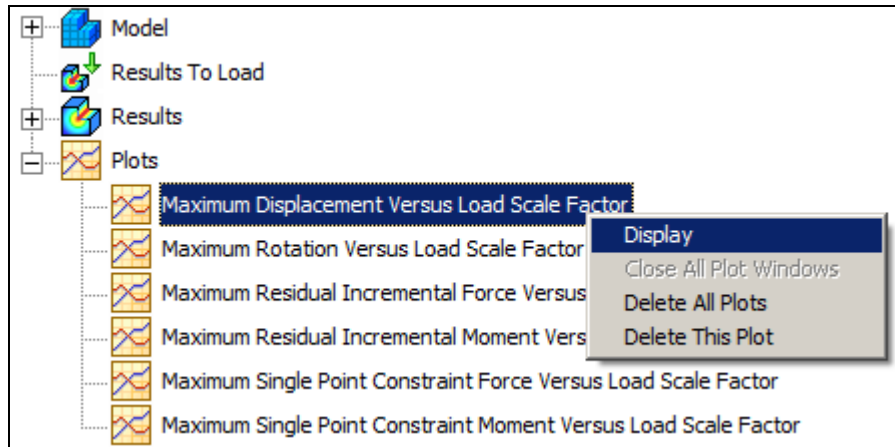 Model
Results To Load
Results
Plots
Maximum Displacement Versus Load Scale Factor
Maximum Rotation Versus Load Scale Factor
Maximum Residual Incremental Force Versus
Maximum Residual Incremental Moment Vers
Maximum Single Point Constraint Force Versus Load Scale Factor
Maximum Single Point Constraint Moment Versus Load Scale Factor
Display
Close All Plot Windows
Delete All Plots
Delete This Plot